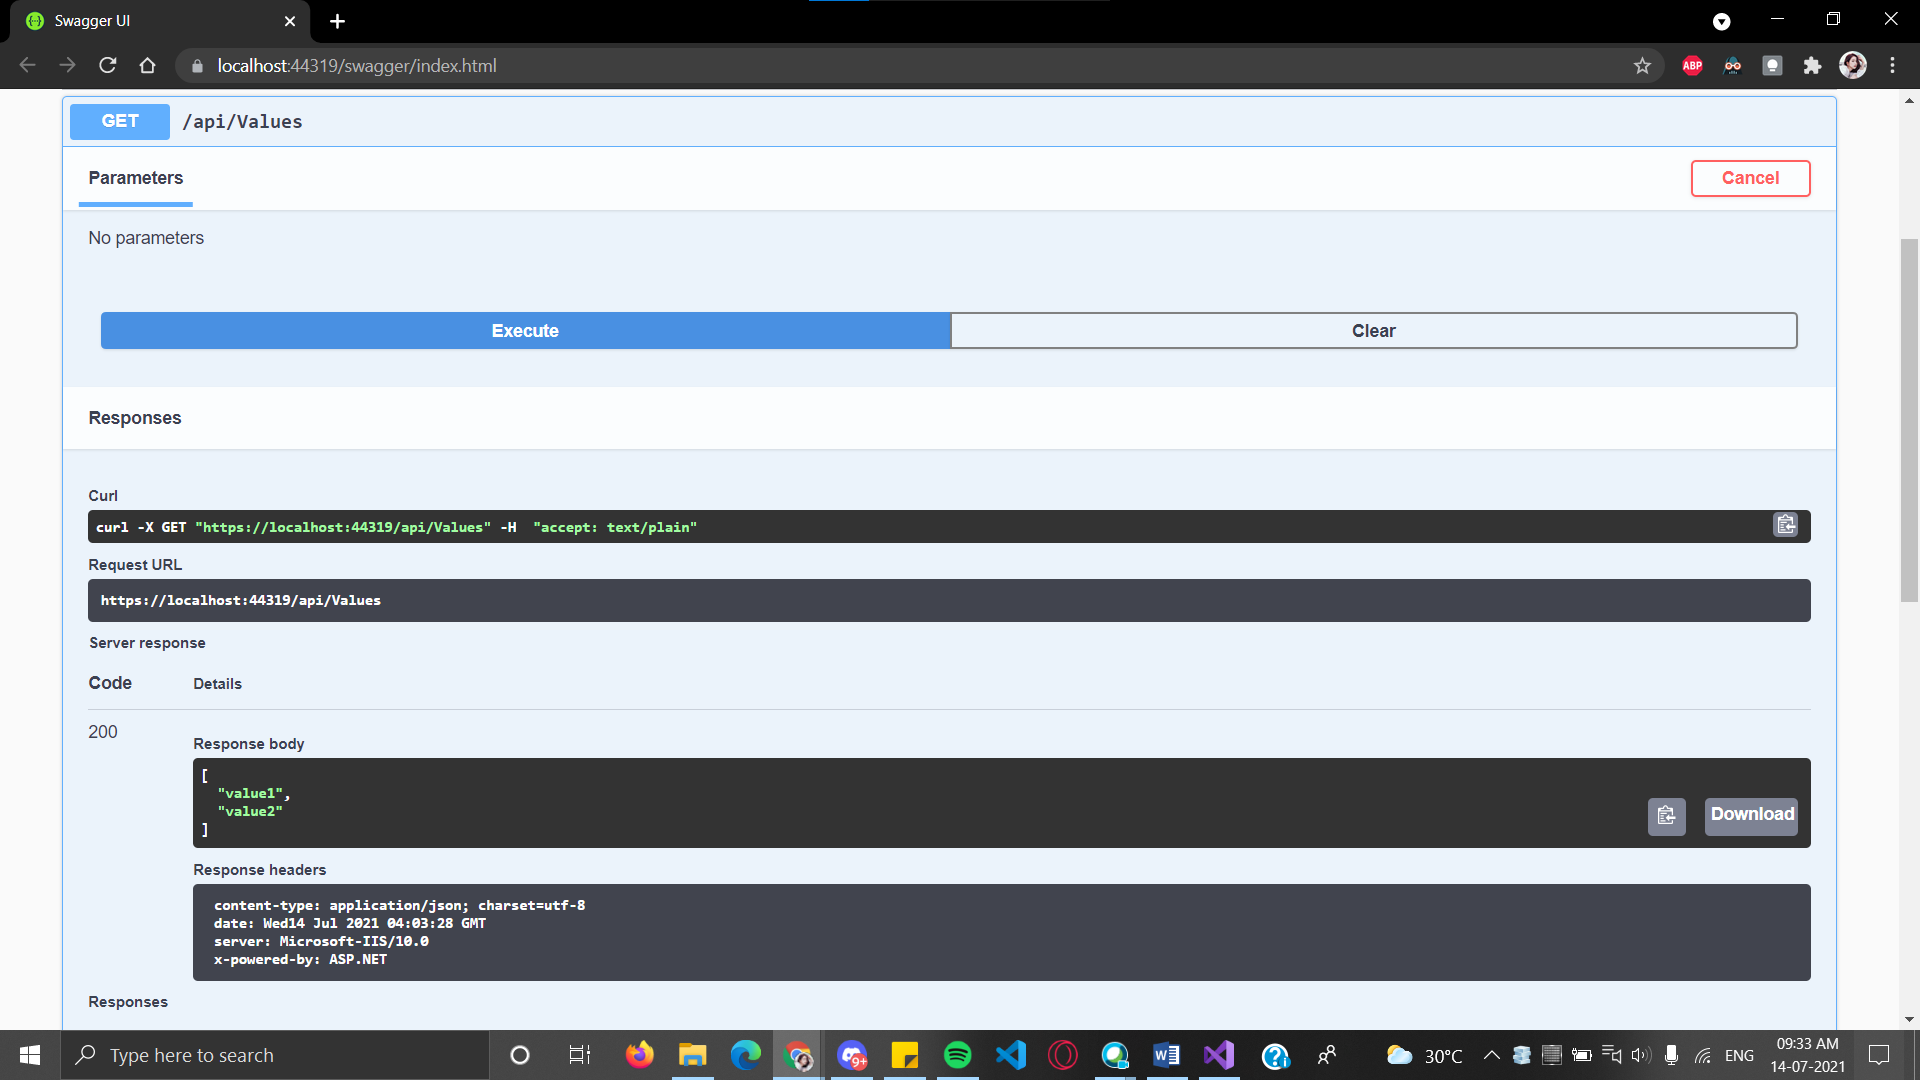 Swagger UI
localhost:44319/swagger/index.html
ABP
GET /api/Values
Parameters
Cancel
No parameters
Execute
Clear
Responses
Curl
curl -X GET "https://localhost:44319/api/Values" -H  "accept: text/plain"
Request URL
https://localhost:44319/api/Values
Server response
Code Details
200
Response body
[
  "value1",
  "value2"
]
Download
Response headers
content-type: application/json; charset=utf-8
date: Wed14 Jul 2021 04:03:28 GMT
server: Microsoft-IIS/10.0
x-powered-by: ASP.NET
Responses
Type here to search
9+
30°C
ENG
09:33 AM
14-07-2021